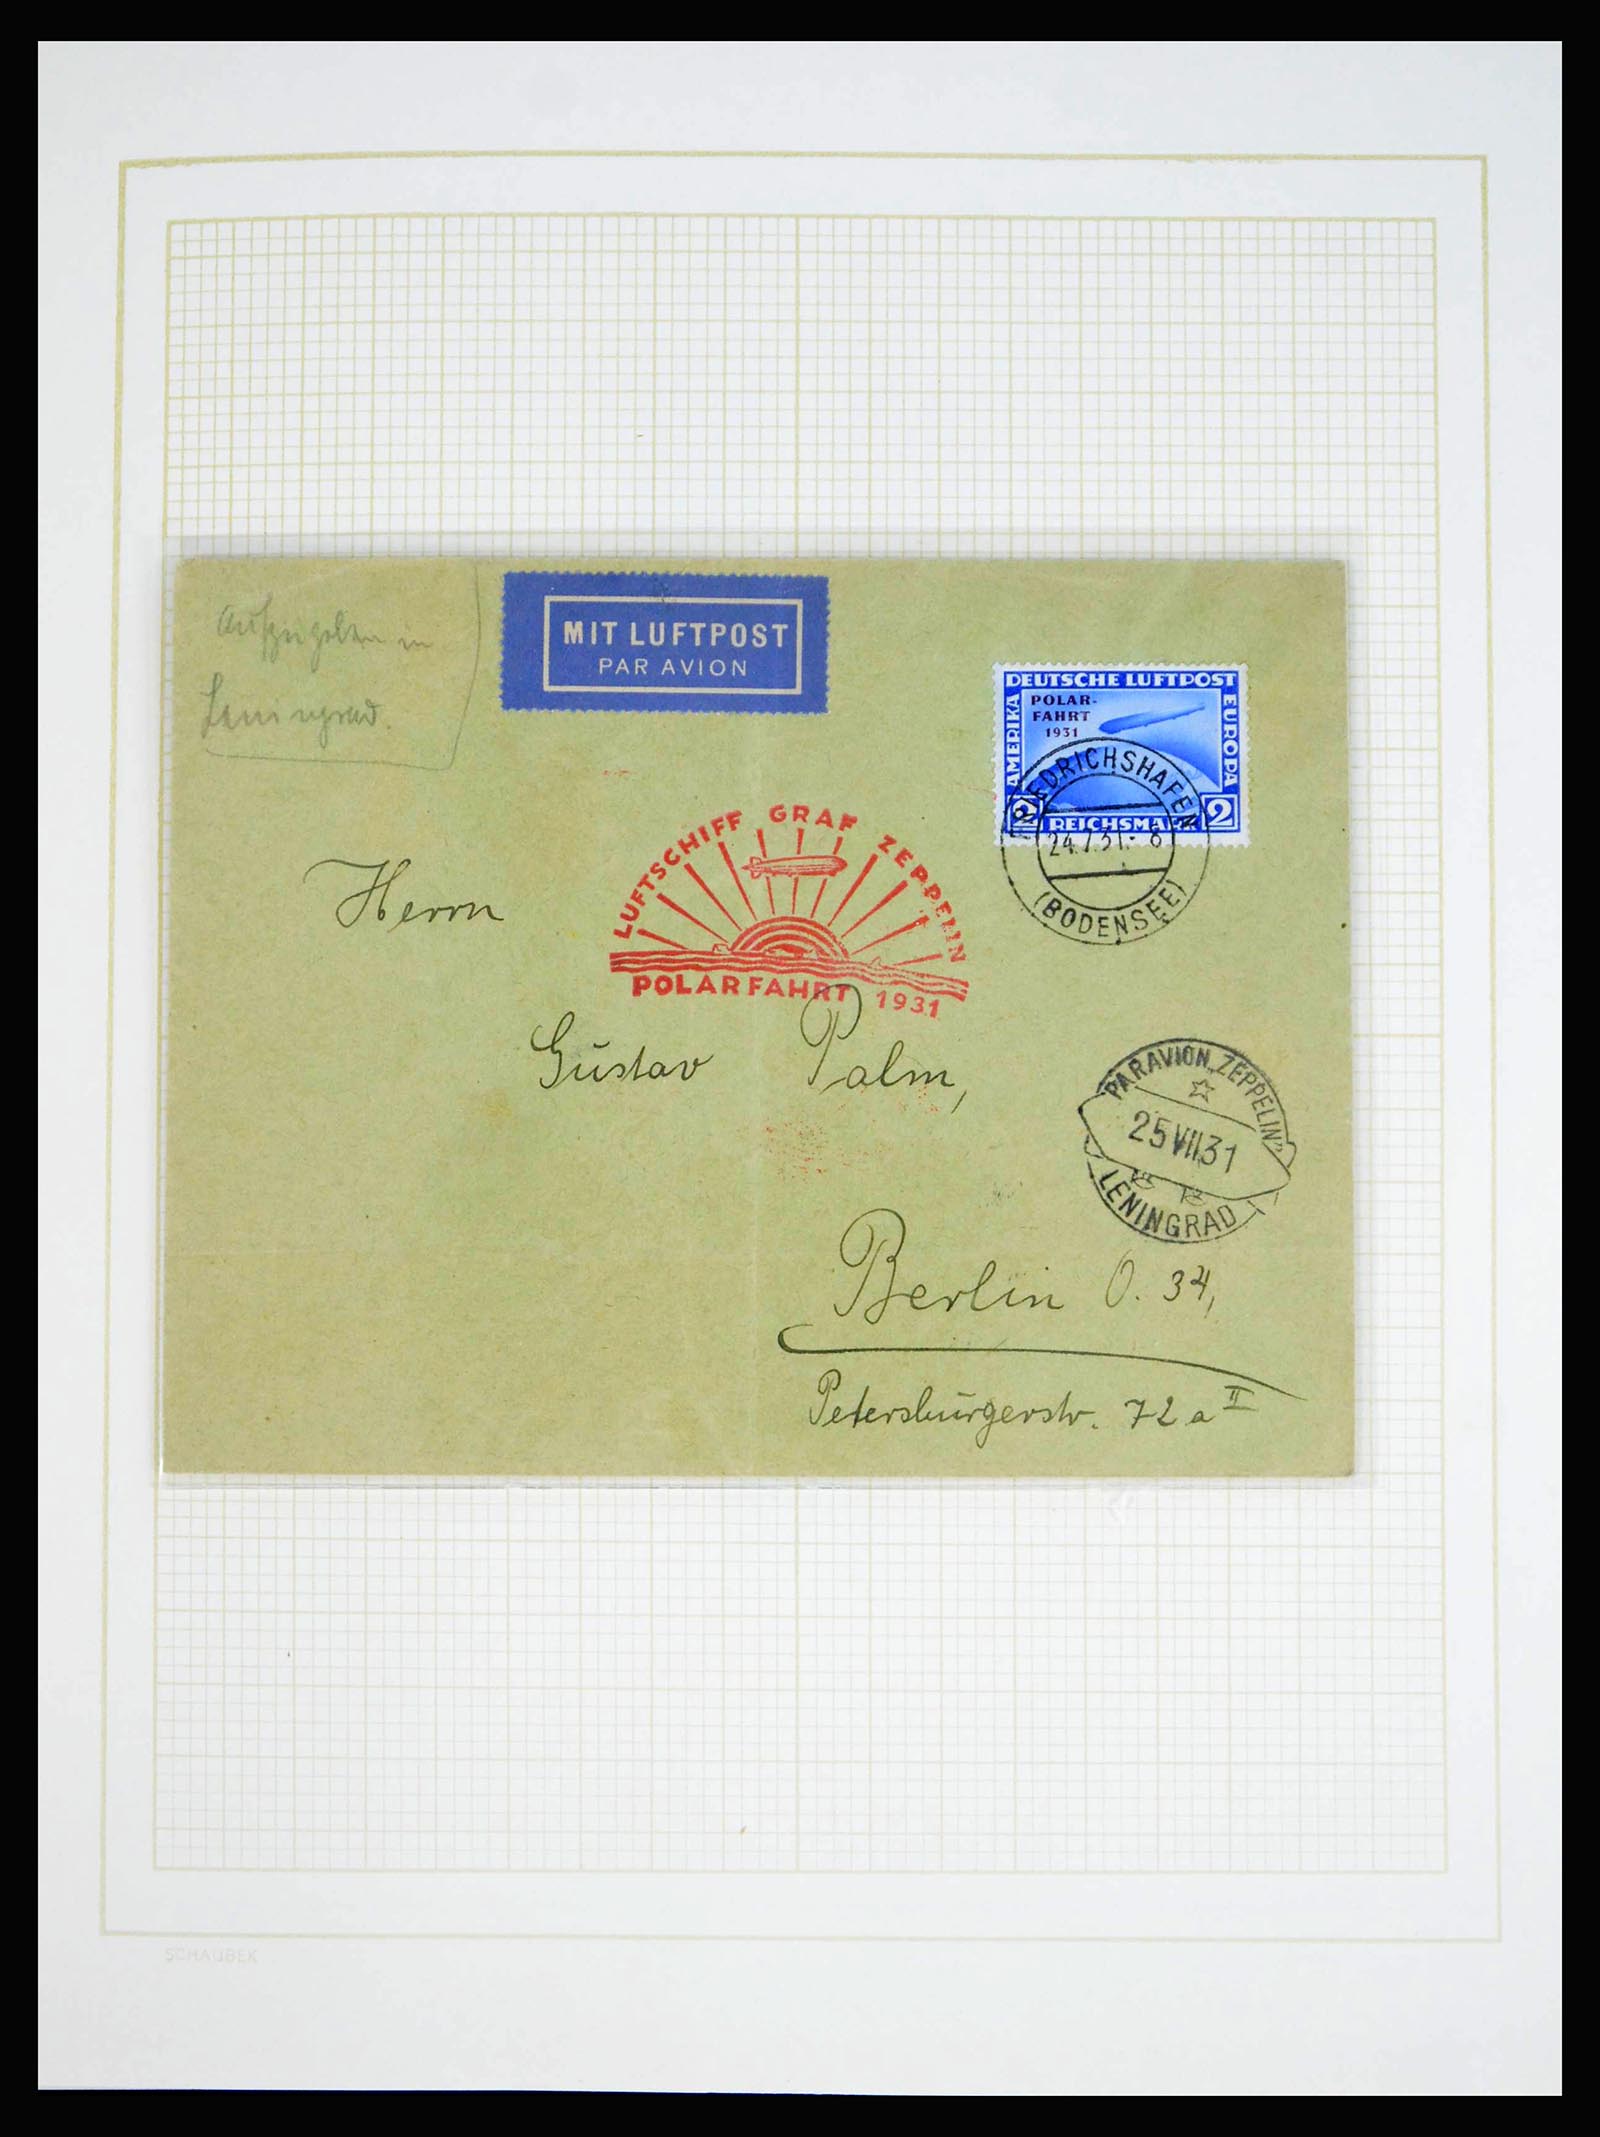 Aufzugeben in
Leningrad.
MIT LUFTPOST
PAR AVION
DEUTSCHE LUFTPOST
AMERIKA
EUROPA
POLAR-
FAHRT
1931
2 REICHSMARK 2
FRIEDRICHSHAFEN
24.7.31.- 8
(BODENSEE)
LUFTSCHIFF GRAF ZEPPELIN
POLARFAHRT 1931
Herrn
Gustav Palm,
PAR AVION „ZEPPELIN”
25 VII 31
LENINGRAD
Berlin O. 34,
Petersburgerstr. 72a II
SCHAUBEK